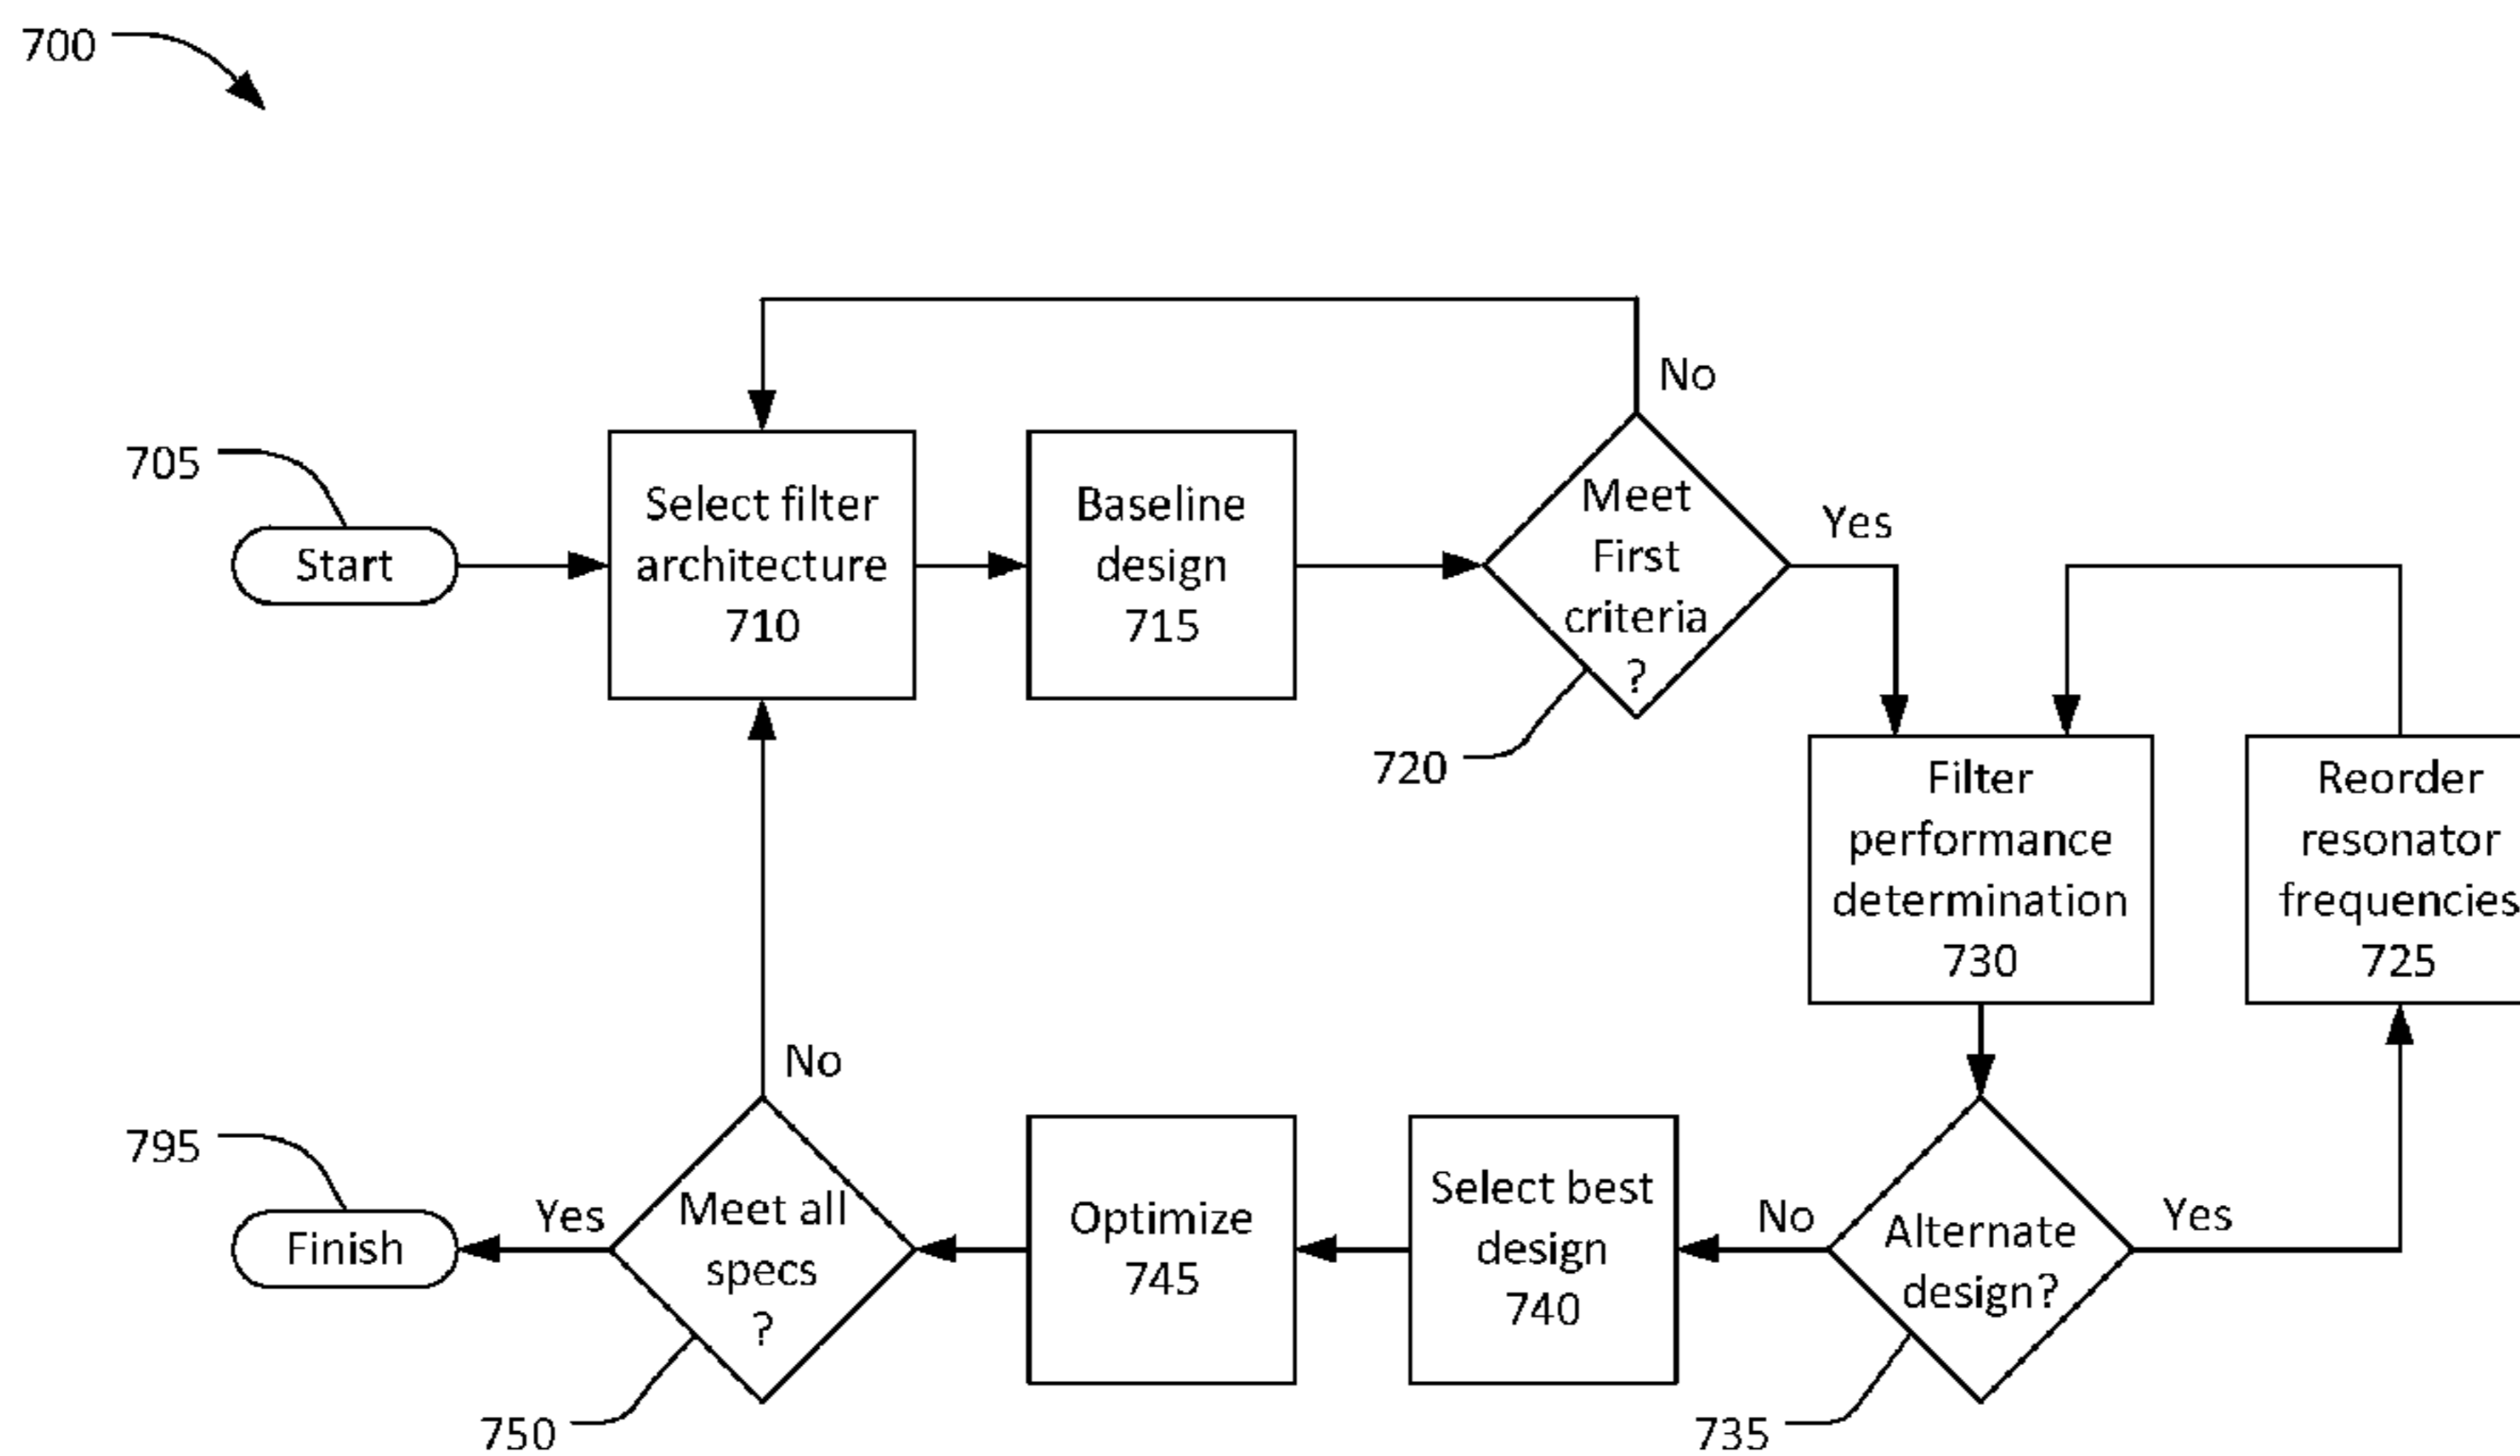 700
705
Start
Select filter
architecture
710
Baseline
design
715
No
Meet
First
criteria
?
720
Yes
Filter
performance
determination
730
Reorder
resonator
frequencies
725
Alternate
design?
735
Yes
No
Select best
design
740
Optimize
745
Meet all
specs
?
750
No
Yes
795
Finish